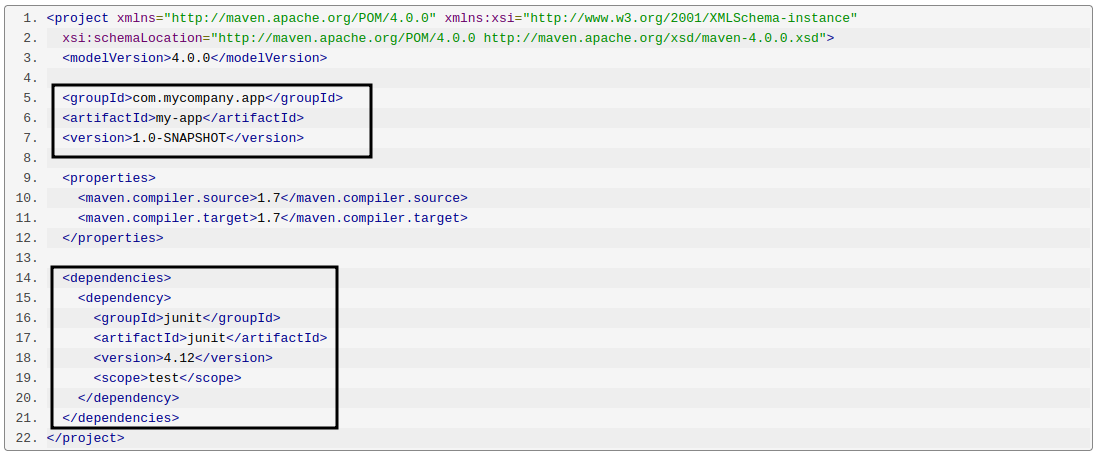 1. <project xmlns="http://maven.apache.org/POM/4.0.0" xmlns:xsi="http://www.w3.org/2001/XMLSchema-instance"
2.   xsi:schemaLocation="http://maven.apache.org/POM/4.0.0 http://maven.apache.org/xsd/maven-4.0.0.xsd">
3.   <modelVersion>4.0.0</modelVersion>
4.
5.   <groupId>com.mycompany.app</groupId>
6.   <artifactId>my-app</artifactId>
7.   <version>1.0-SNAPSHOT</version>
8.
9.   <properties>
10.     <maven.compiler.source>1.7</maven.compiler.source>
11.     <maven.compiler.target>1.7</maven.compiler.target>
12.   </properties>
13.
14.   <dependencies>
15.     <dependency>
16.       <groupId>junit</groupId>
17.       <artifactId>junit</artifactId>
18.       <version>4.12</version>
19.       <scope>test</scope>
20.     </dependency>
21.   </dependencies>
22. </project>